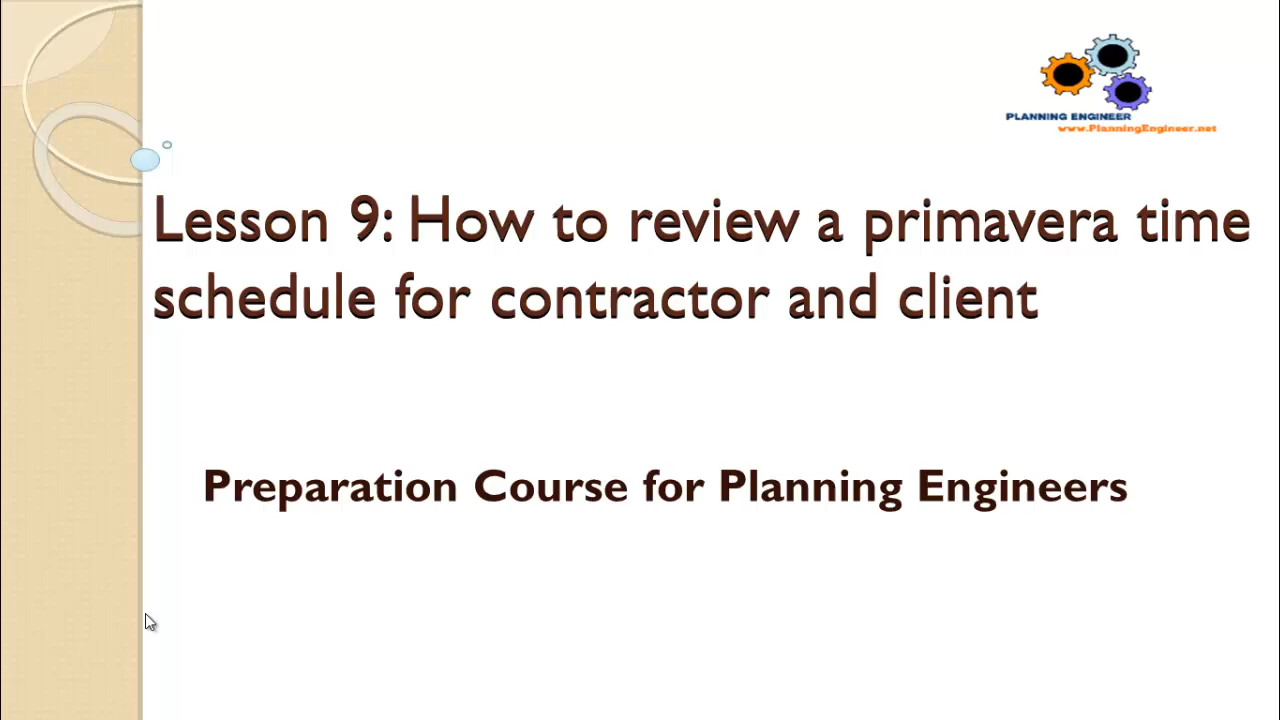 PLANNING ENGINEER
www.PlanningEngineer.net
Lesson 9: How to review a primavera time
schedule for contractor and client
Preparation Course for Planning Engineers